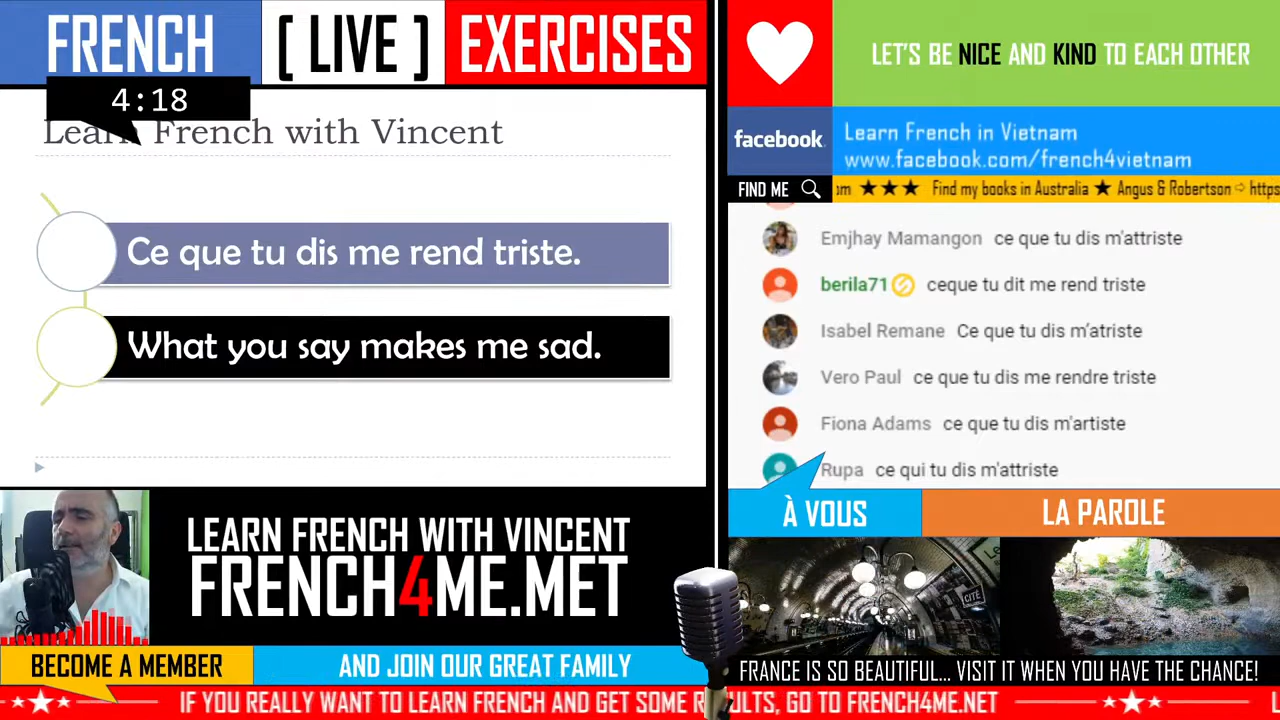 FRENCH [ LIVE ] EXERCISES
4:18
Learn French with Vincent
Ce que tu dis me rend triste.
What you say makes me sad.
LEARN FRENCH WITH VINCENT
FRENCH4ME.MET
BECOME A MEMBER
AND JOIN OUR GREAT FAMILY
LET'S BE NICE AND KIND TO EACH OTHER
facebook
Learn French in Vietnam
www.facebook.com/french4vietnam
FIND ME
om ★★★ Find my books in Australia ★ Angus & Robertson ⇨ https
Emjhay Mamangon ce que tu dis m'attriste
berila71 ceque tu dit me rend triste
Isabel Remane Ce que tu dis m'atriste
Vero Paul ce que tu dis me rendre triste
Fiona Adams ce que tu dis m'artiste
Rupa ce qui tu dis m'attriste
À VOUS
LA PAROLE
CITÉ
FRANCE IS SO BEAUTIFUL... VISIT IT WHEN YOU HAVE THE CHANCE!
IF YOU REALLY WANT TO LEARN FRENCH AND GET SOME R ULTS, GO TO FRENCH4ME.NET